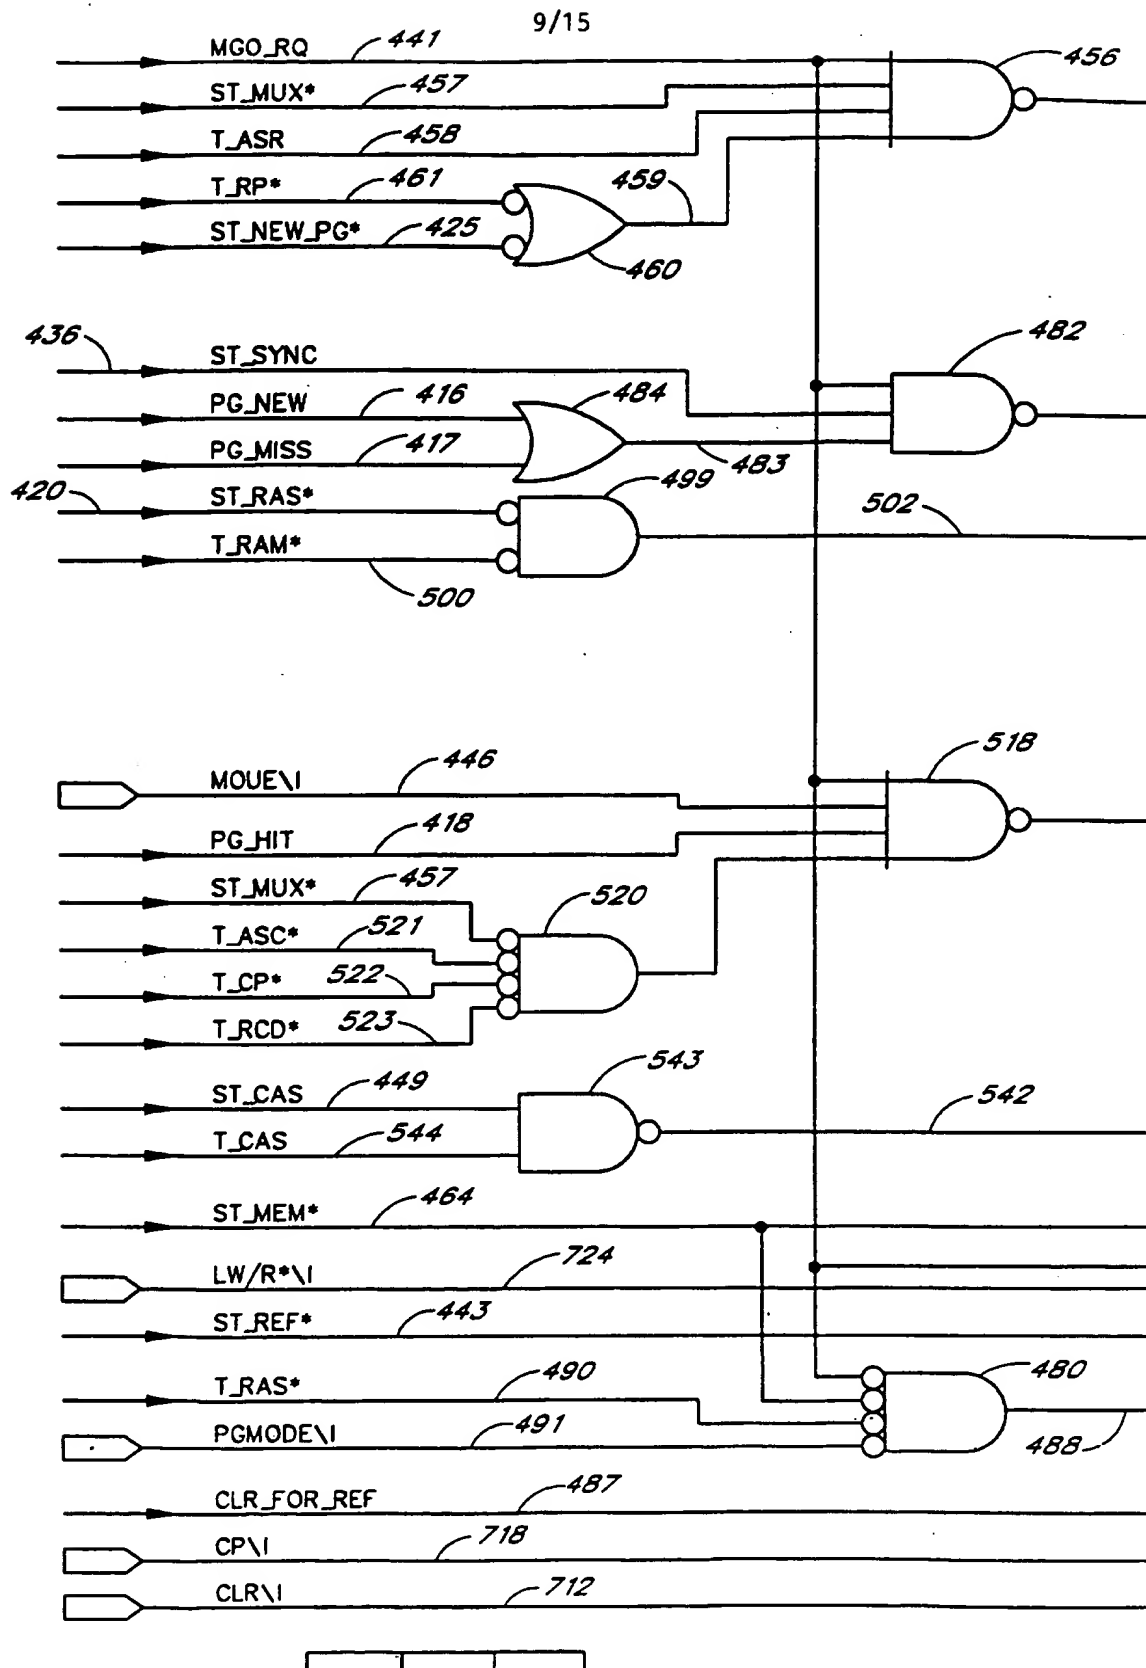 9/15
MGO_RQ 441 456
ST_MUX* 457
T_ASR 458
T_RP* 461 459
ST_NEW_PG* 425
460
436 ST_SYNC 482
PG_NEW 416 484
PG_MISS 417 483
420 ST_RAS* 499 502
T_RAM*
500
MOUE\I 446 518
PG_HIT 418
ST_MUX* 457 520
T_ASC* 521
T_CP* 522
T_RCD* 523
ST_CAS 449 543 542
T_CAS 544
ST_MEM* 464
LW/R*\I 724
ST_REF* 443
T_RAS* 490 480
PGMODE\I 491 488
CLR_FOR_REF 487
CP\I 718
CLR\I 712